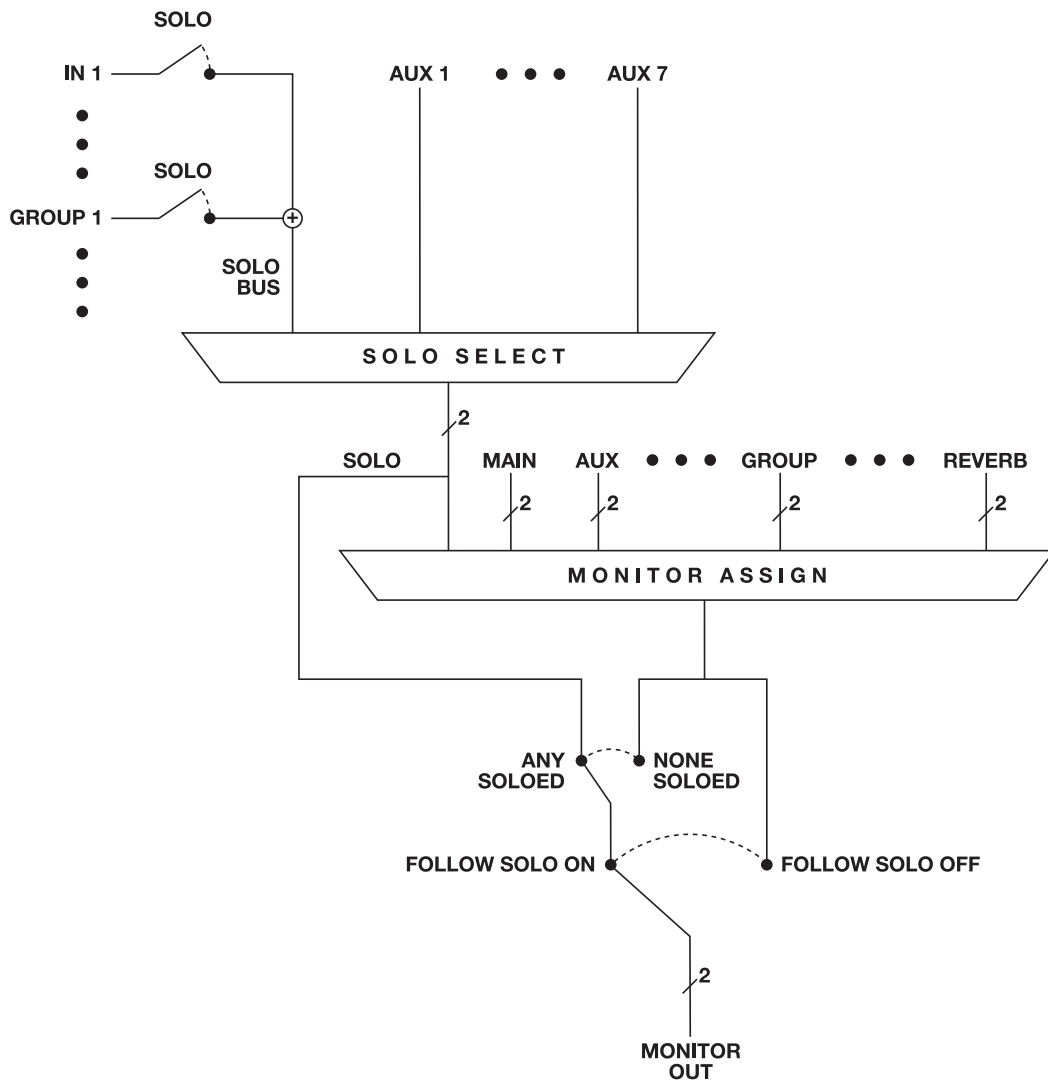 SOLO
IN 1
AUX 1 • • • AUX 7
SOLO
GROUP 1
SOLO
BUS
SOLO SELECT
2
SOLO
MAIN AUX • • • GROUP • • • REVERB
2 2 2 2
MONITOR ASSIGN
ANY
SOLOED
NONE
SOLOED
FOLLOW SOLO ON
FOLLOW SOLO OFF
2
MONITOR
OUT